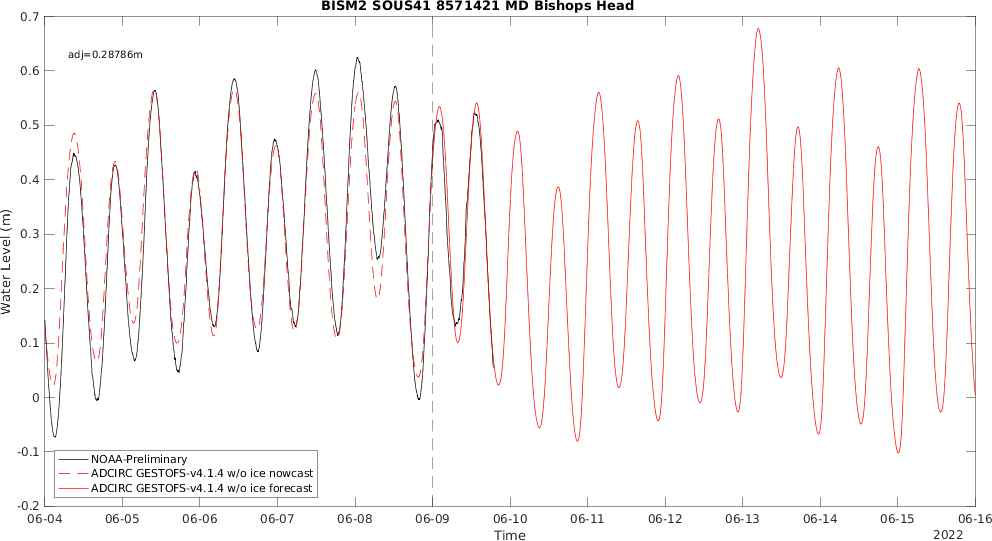 BISM2 SOUS41 8571421 MD Bishops Head
adj=0.28786m
0.7
0.6
0.5
0.4
0.3
0.2
0.1
0
-0.1
-0.2
Water Level (m)
NOAA-Preliminary
ADCIRC GESTOFS-v4.1.4 w/o ice nowcast
ADCIRC GESTOFS-v4.1.4 w/o ice forecast
06-04 06-05 06-06 06-07 06-08 06-09 06-10 06-11 06-12 06-13 06-14 06-15 06-16
Time
2022